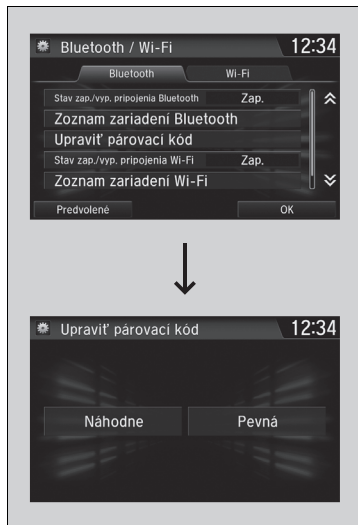 Bluetooth / Wi-Fi 12:34
Bluetooth Wi-Fi
Stav zap./vyp. pripojenia Bluetooth Zap.
Zoznam zariadení Bluetooth
Upraviť párovací kód
Stav zap./vyp. pripojenia Wi-Fi Zap.
Zoznam zariadení Wi-Fi
Predvolené OK
Upraviť párovací kód 12:34
Náhodne Pevná